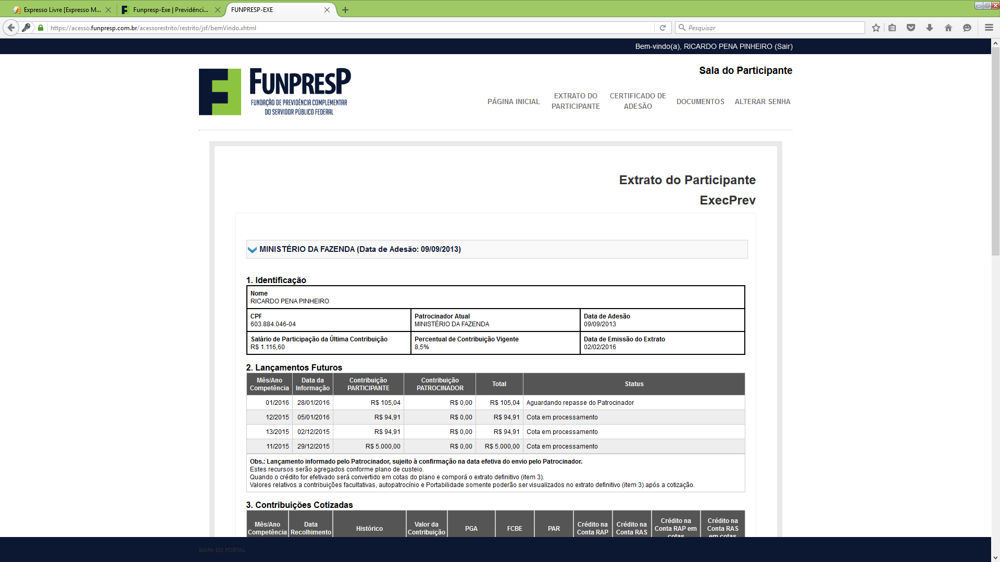 Expresso Livre [Expresso M...
Funpresp-Exe | Previdênci...
FUNPRESP-EXE
https://acesso.funpresp.com.br/acessorestrito/restrito/jsf/bemVindo.xhtml
Pesquisar
Bem-vindo(a), RICARDO PENA PINHEIRO (Sair)
FUNPRESP
FUNDAÇÃO DE PREVIDÊNCIA COMPLEMENTAR
DO SERVIDOR PÚBLICO FEDERAL
Sala do Participante
PÁGINA INICIAL
EXTRATO DO
PARTICIPANTE
CERTIFICADO DE
ADESÃO
DOCUMENTOS
ALTERAR SENHA
Extrato do Participante
ExecPrev
MINISTÉRIO DA FAZENDA (Data de Adesão: 09/09/2013)
1. Identificação
Nome
RICARDO PENA PINHEIRO
CPF
603.884.046-04
Patrocinador Atual
MINISTÉRIO DA FAZENDA
Data de Adesão
09/09/2013
Salário de Participação da Última Contribuição
R$ 1.116,60
Percentual de Contribuição Vigente
8,5%
Data de Emissão do Extrato
02/02/2016
2. Lançamentos Futuros
Mês/Ano
Competência
Data da
Informação
Contribuição
PARTICIPANTE
Contribuição
PATROCINADOR
Total
Status
01/2016 28/01/2016 R$ 105,04 R$ 0,00 R$ 105,04 Aguardando repasse do Patrocinador
12/2015 05/01/2016 R$ 94,91 R$ 0,00 R$ 94,91 Cota em processamento
13/2015 02/12/2015 R$ 94,91 R$ 0,00 R$ 94,91 Cota em processamento
11/2015 29/12/2015 R$ 5.000,00 R$ 0,00 R$ 5.000,00 Cota em processamento
Obs.: Lançamento informado pelo Patrocinador, sujeito à confirmação na data efetiva do envio pelo Patrocinador.
Estes recursos serão agregados conforme plano de custeio.
Quando o crédito for efetivado será convertido em cotas do plano e comporá o extrato definitivo (item 3).
Valores relativos a contribuições facultativas, autopatrocínio e Portabilidade somente poderão ser visualizados no extrato definitivo (item 3) após a cotização.
3. Contribuições Cotizadas
Mês/Ano
Competência
Data
Recolhimento
Histórico
Valor da
Contribuição
PGA
FCBE
PAR
Crédito na
Conta RAP
Crédito na
Conta RAS
Crédito na
Conta RAP em
cotas
Crédito na
Conta RAS
em cotas
MAPA DO PORTAL